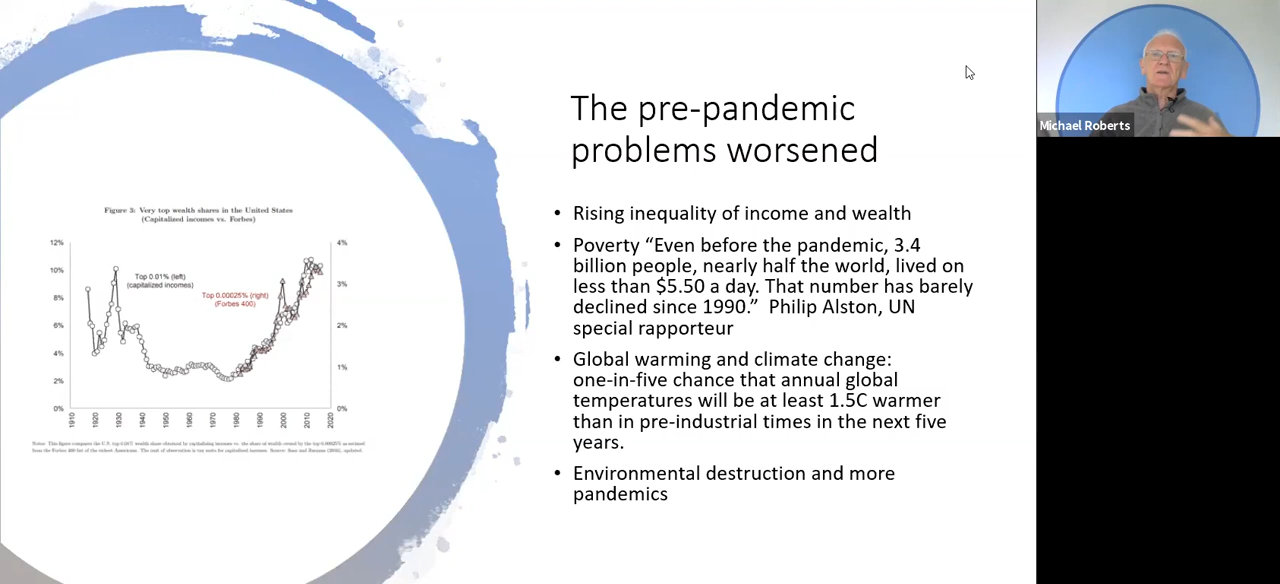 The pre-pandemic
problems worsened
• Rising inequality of income and wealth
• Poverty “Even before the pandemic, 3.4
billion people, nearly half the world, lived on
less than $5.50 a day. That number has barely
declined since 1990.”  Philip Alston, UN
special rapporteur
• Global warming and climate change:
one-in-five chance that annual global
temperatures will be at least 1.5C warmer
than in pre-industrial times in the next five
years.
• Environmental destruction and more
pandemics
Figure 3: Very top wealth shares in the United States
(Capitalized incomes vs. Forbes)
12%
10%
8%
6%
4%
2%
0%
4%
3%
2%
1%
0%
Top 0.01% (left)
(capitalized incomes)
Top 0.00025% (right)
(Forbes 400)
1910
1920
1930
1940
1950
1960
1970
1980
1990
2000
2010
2020
Michael Roberts